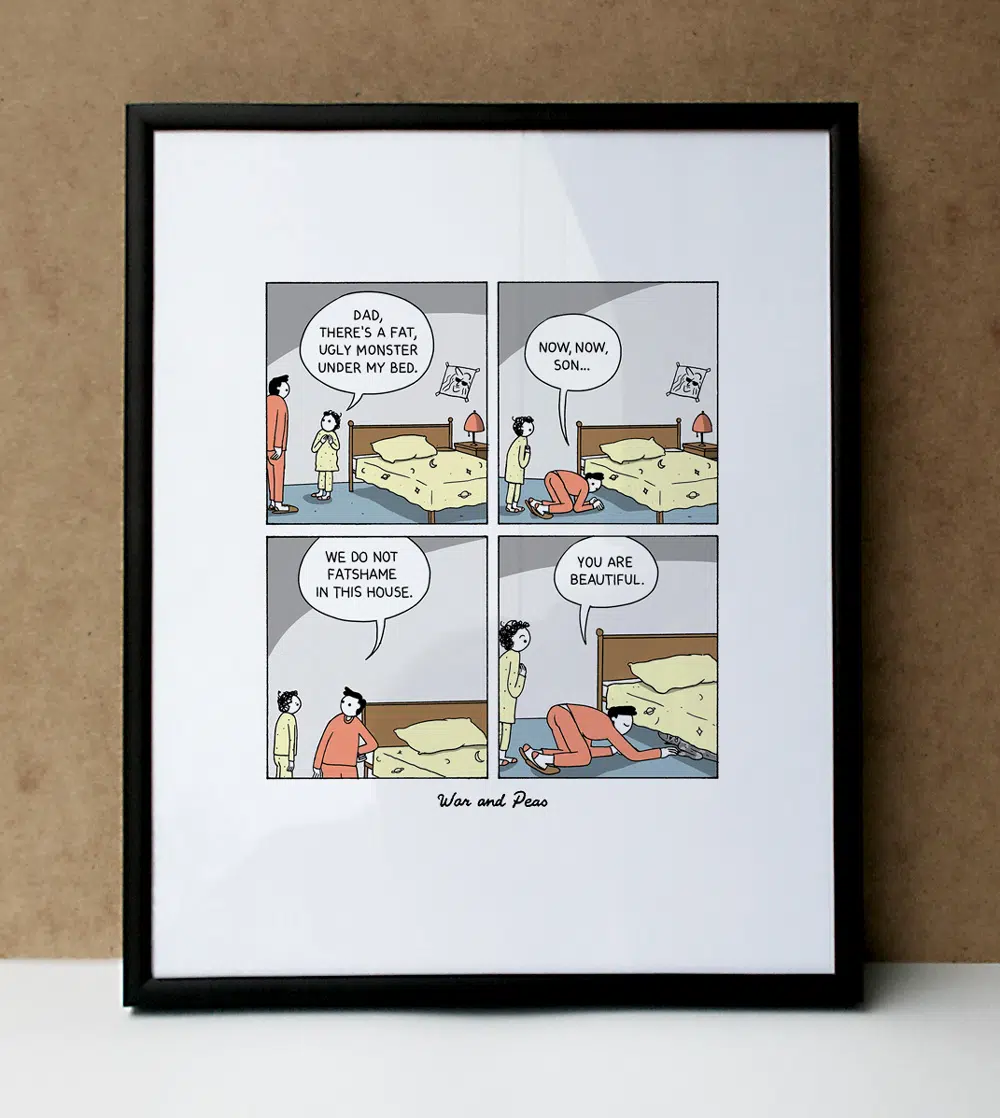 DAD,
THERE'S A FAT,
UGLY MONSTER
UNDER MY BED.
NOW, NOW,
SON...
WE DO NOT
FATSHAME
IN THIS HOUSE.
YOU ARE
BEAUTIFUL.
War and Peas